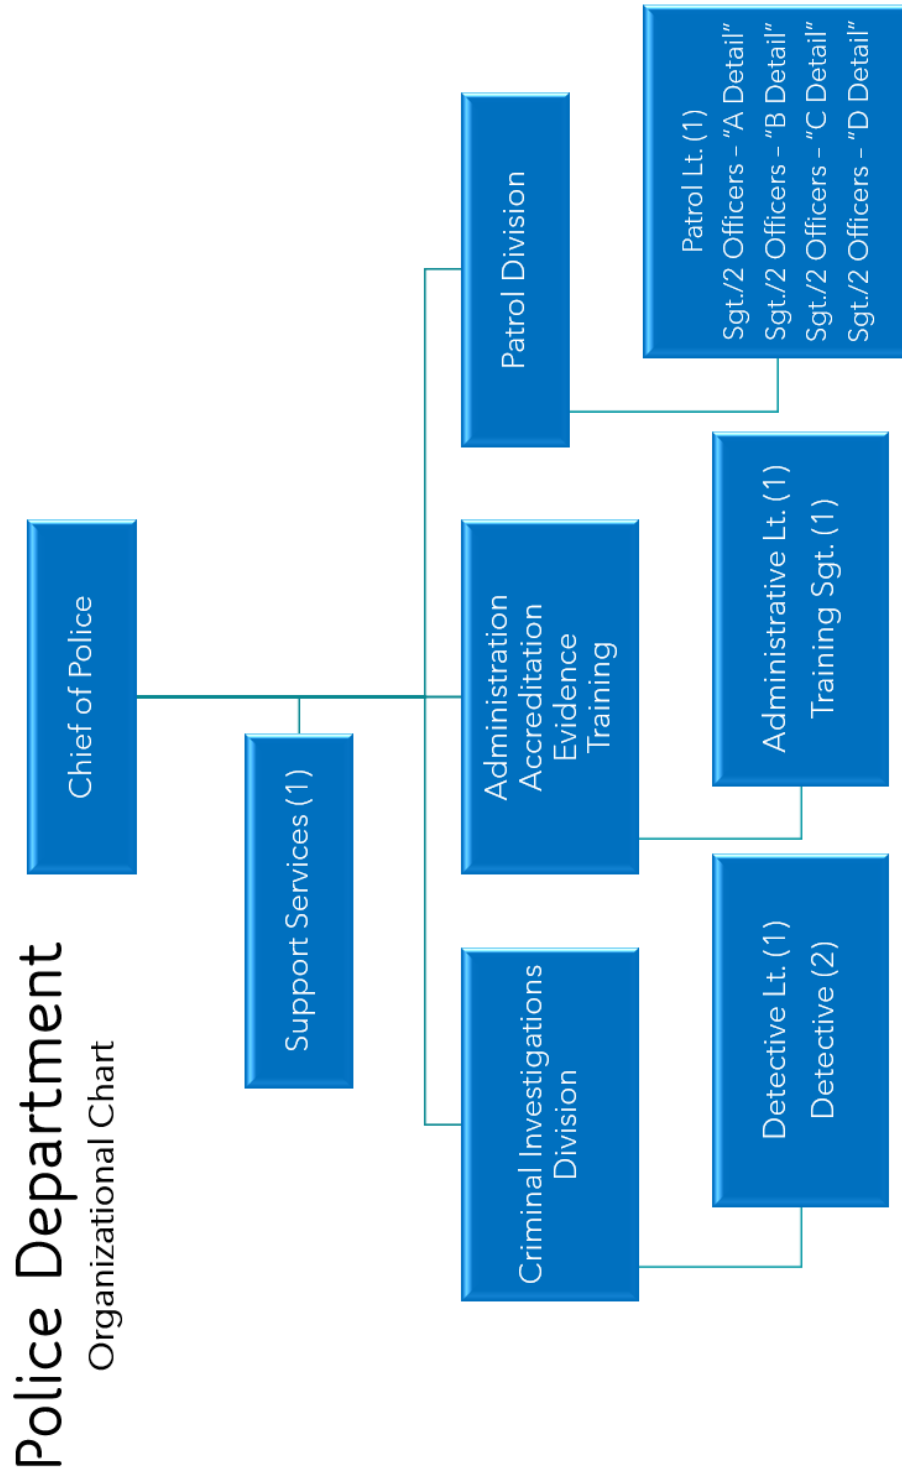 Police Department
Organizational Chart
Chief of Police
Support Services (1)
Criminal Investigations
Division
Administration
Accreditation
Evidence
Training
Patrol Division
Detective Lt. (1)
Detective (2)
Administrative Lt. (1)
Training Sgt. (1)
Patrol Lt. (1)
Sgt./2 Officers – “A Detail”
Sgt./2 Officers – “B Detail”
Sgt./2 Officers – “C Detail”
Sgt./2 Officers – “D Detail”